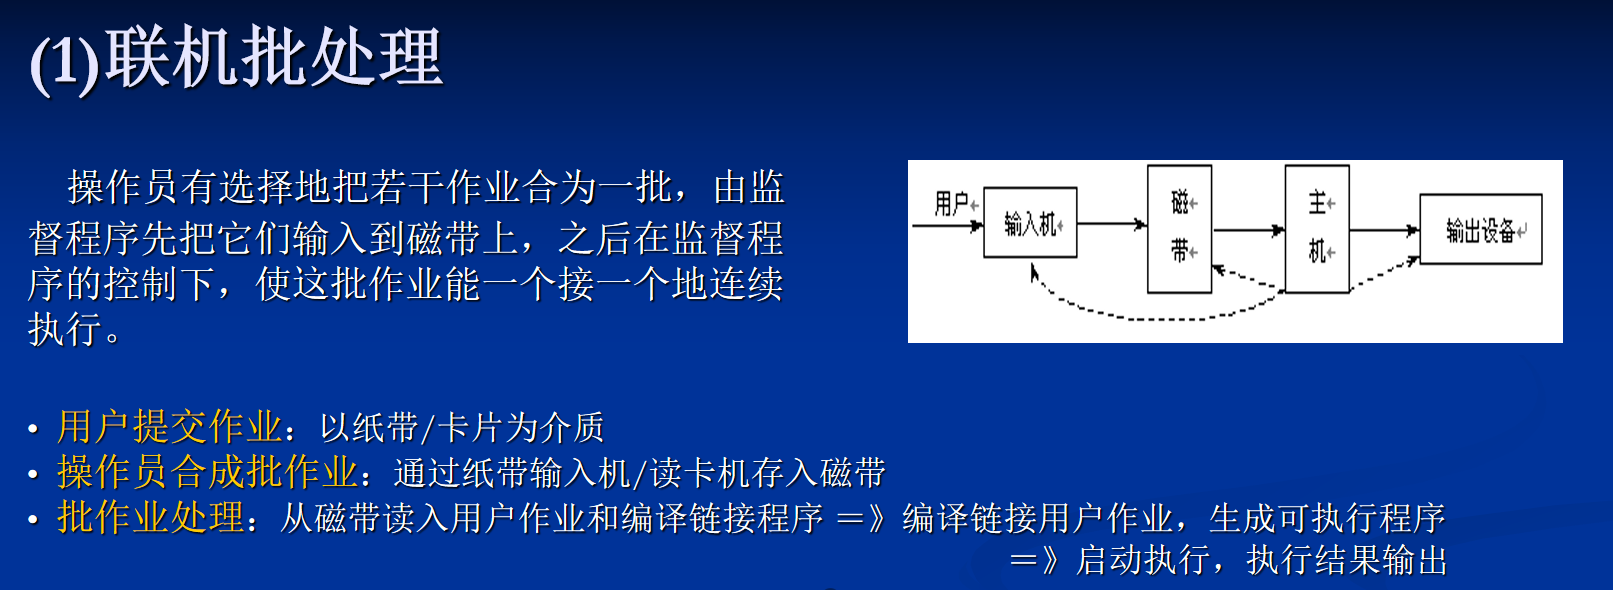 (1)联机批处理
操作员有选择地把若干作业合为一批，由监
督程序先把它们输入到磁带上，之后在监督程
序的控制下，使这批作业能一个接一个地连续
执行。
用户
输入机
磁
带
主
机
输出设备
• 用户提交作业：以纸带/卡片为介质
• 操作员合成批作业：通过纸带输入机/读卡机存入磁带
• 批作业处理：从磁带读入用户作业和编译链接程序 ＝》编译链接用户作业，生成可执行程序
＝》启动执行，执行结果输出